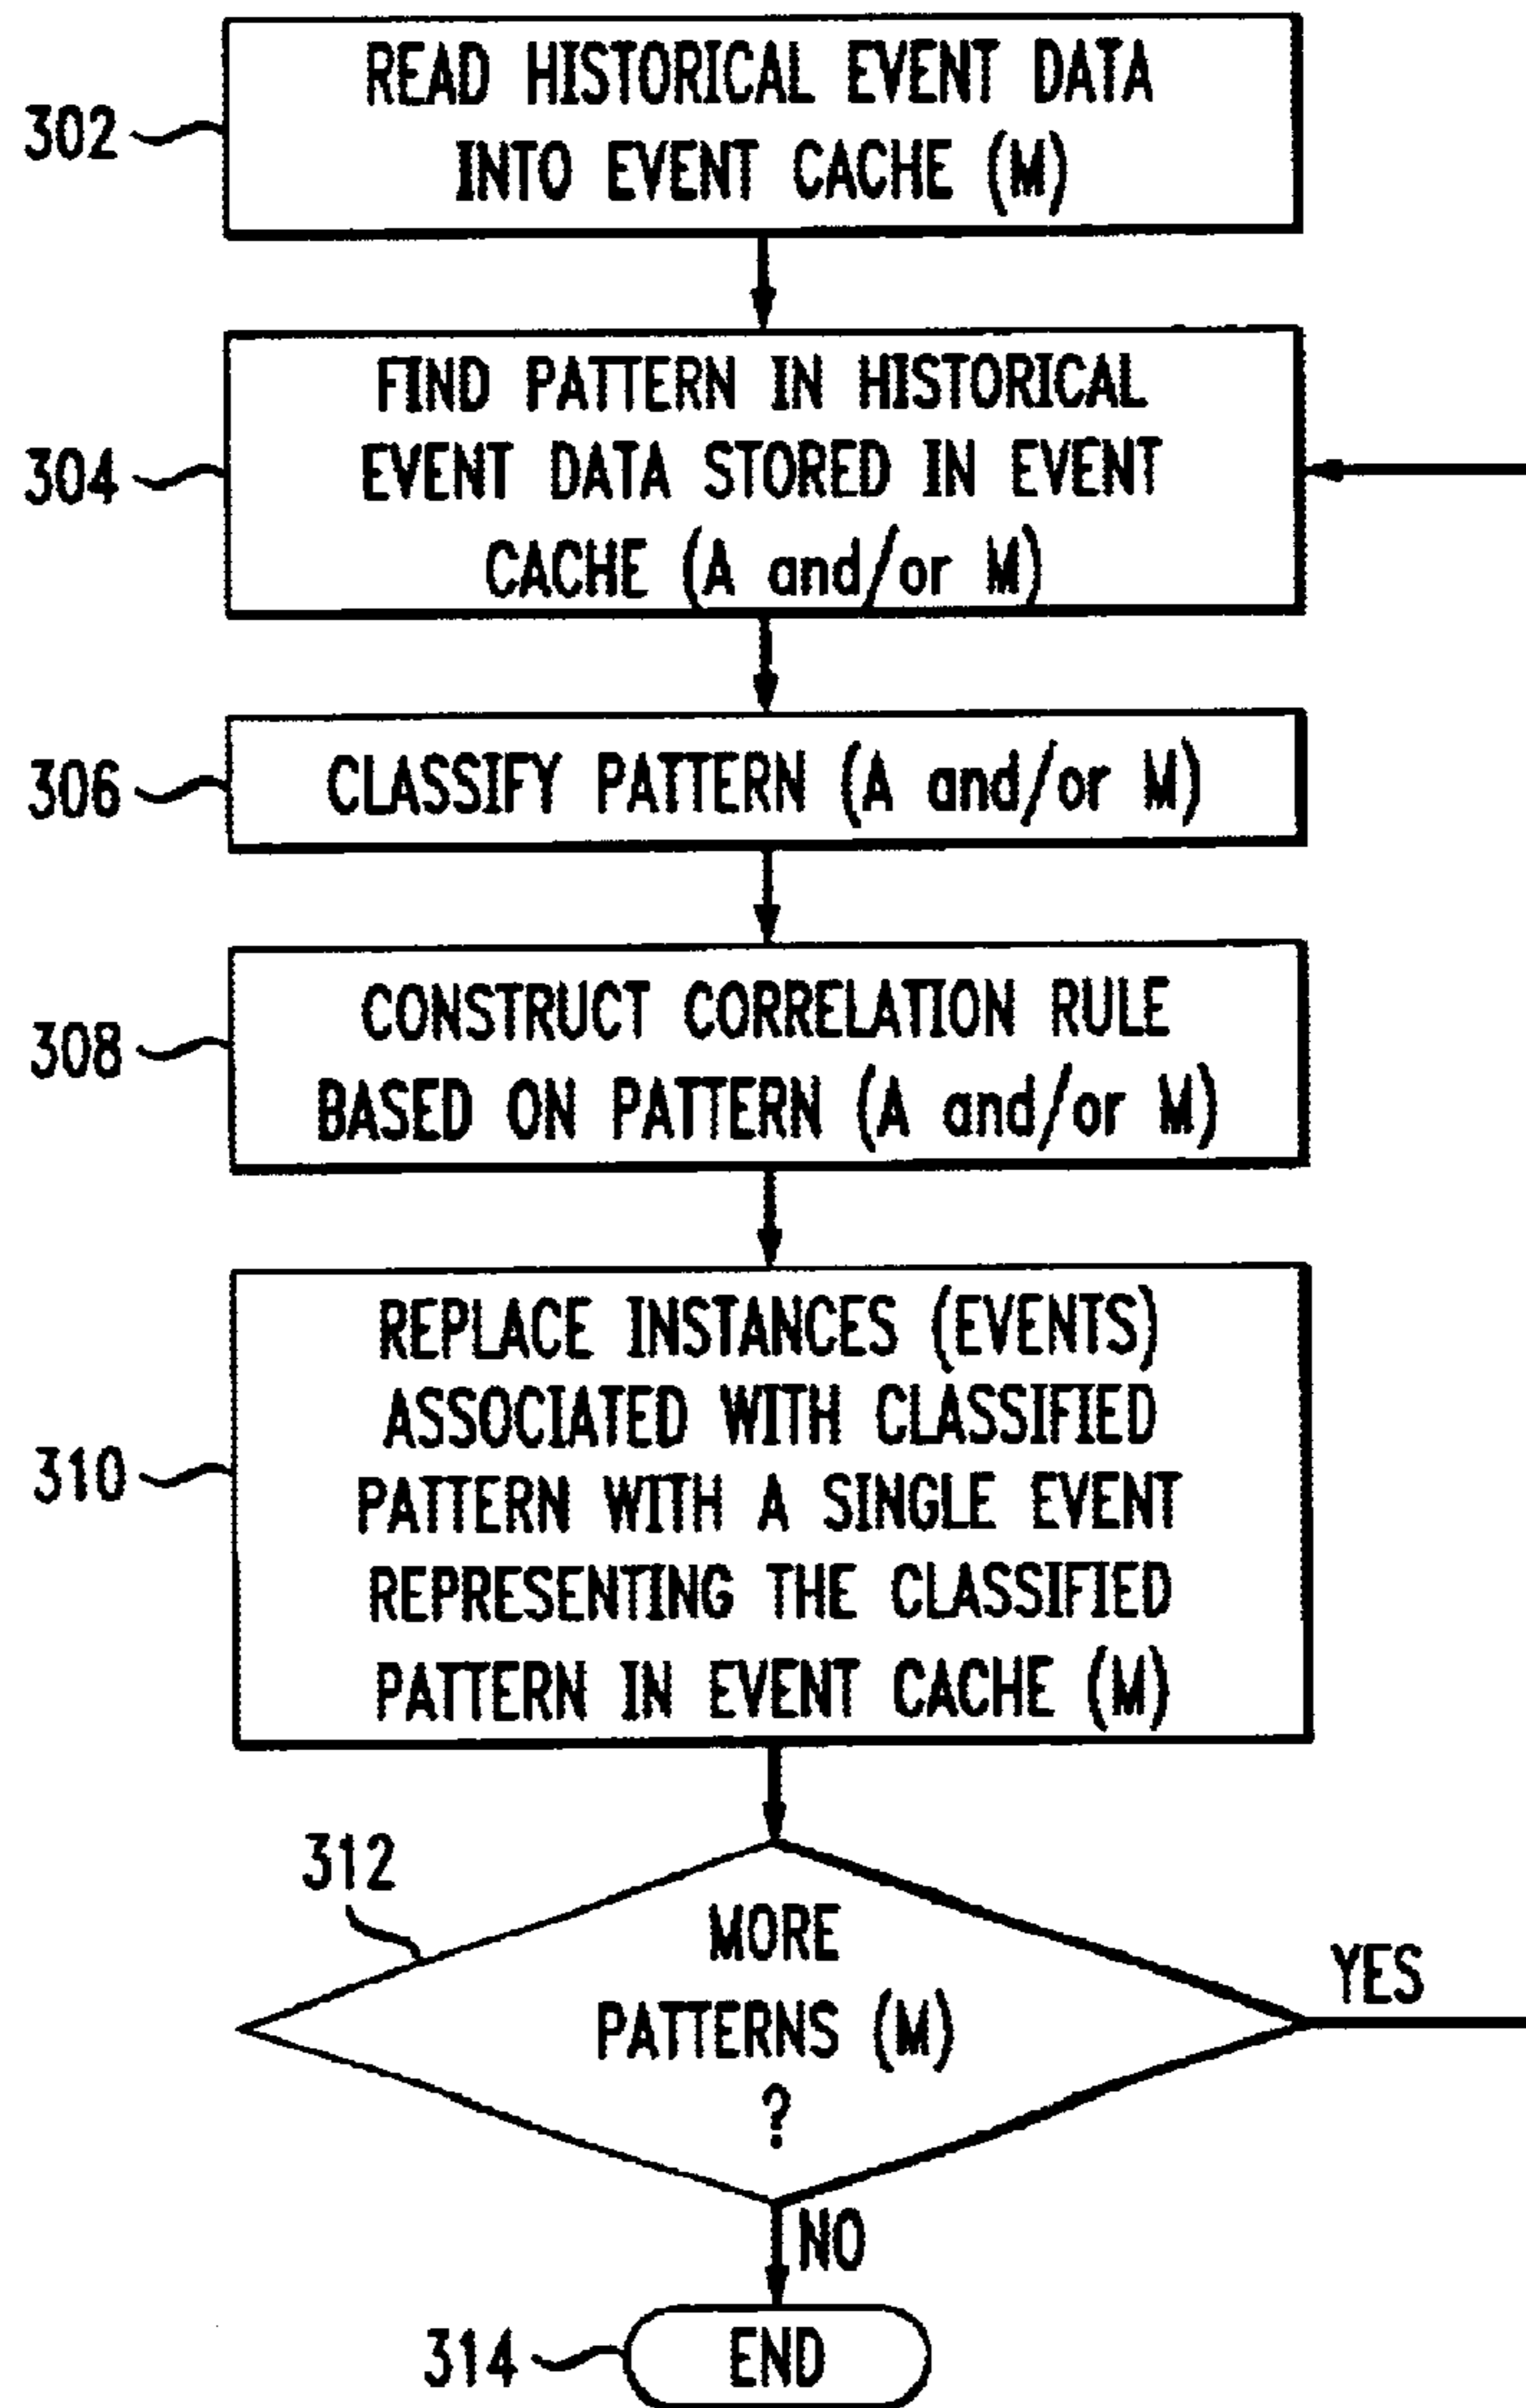 302
READ HISTORICAL EVENT DATA
INTO EVENT CACHE (M)
304
FIND PATTERN IN HISTORICAL
EVENT DATA STORED IN EVENT
CACHE (A and/or M)
306
CLASSIFY PATTERN (A and/or M)
308
CONSTRUCT CORRELATION RULE
BASED ON PATTERN (A and/or M)
310
REPLACE INSTANCES (EVENTS)
ASSOCIATED WITH CLASSIFIED
PATTERN WITH A SINGLE EVENT
REPRESENTING THE CLASSIFIED
PATTERN IN EVENT CACHE (M)
312
MORE
PATTERNS (M)
?
YES
NO
314
END